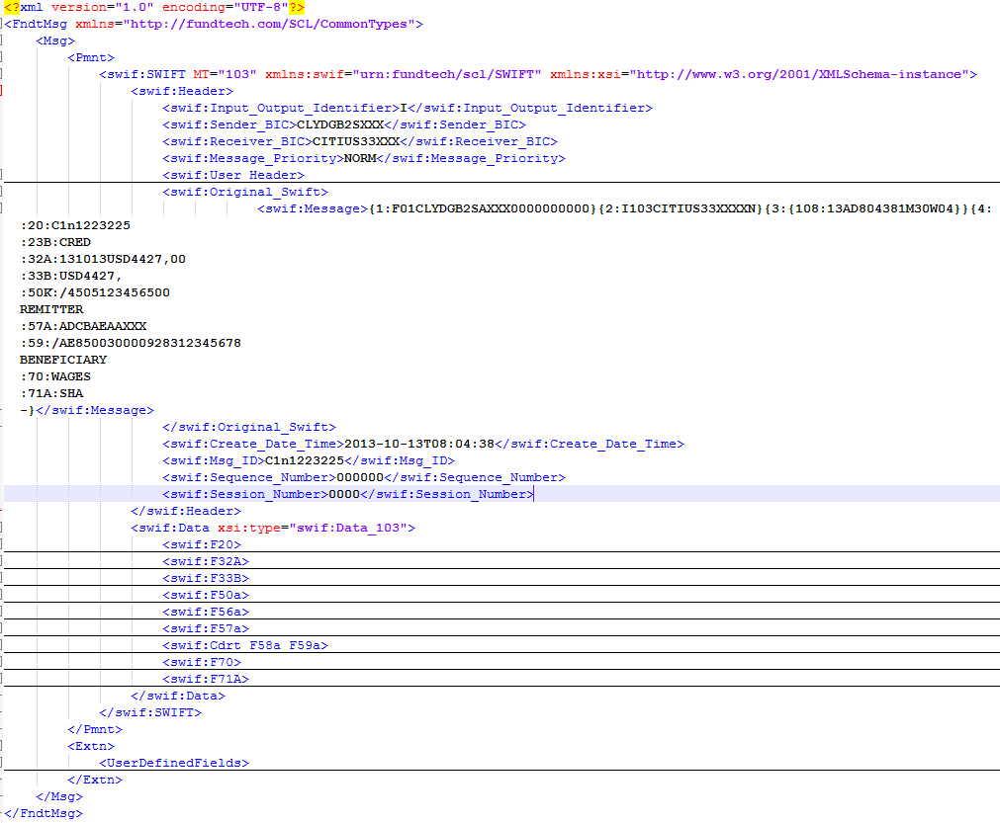 <?xml version="1.0" encoding="UTF-8"?>
<FndtMsg xmlns="http://fundtech.com/SCL/CommonTypes">
<Msg>
<Pmnt>
<swif:SWIFT MT="103" xmlns:swif="urn:fundtech/scl/SWIFT" xmlns:xsi="http://www.w3.org/2001/XMLSchema-instance">
<swif:Header>
<swif:Input_Output_Identifier>I</swif:Input_Output_Identifier>
<swif:Sender_BIC>CLYDGB2SXXX</swif:Sender_BIC>
<swif:Receiver_BIC>CITIUS33XXX</swif:Receiver_BIC>
<swif:Message_Priority>NORM</swif:Message_Priority>
<swif:User_Header>
<swif:Original_Swift>
<swif:Message>{1:F01CLYDGB2SAXXX0000000000}{2:I103CITIUS33XXXXN}{3:{108:13AD804381M30W04}}{4:
:20:C1n1223225
:23B:CRED
:32A:131013USD4427,00
:33B:USD4427,
:50K:/4505123456500
REMITTER
:57A:ADCBAEAAXXX
:59:/AE850030000928312345678
BENEFICIARY
:70:WAGES
:71A:SHA
-}</swif:Message>
</swif:Original_Swift>
<swif:Create_Date_Time>2013-10-13T08:04:38</swif:Create_Date_Time>
<swif:Msg_ID>C1n1223225</swif:Msg_ID>
<swif:Sequence_Number>000000</swif:Sequence_Number>
<swif:Session_Number>0000</swif:Session_Number>
</swif:Header>
<swif:Data xsi:type="swif:Data_103">
<swif:F20>
<swif:F32A>
<swif:F33B>
<swif:F50a>
<swif:F56a>
<swif:F57a>
<swif:Cdrt_F58a_F59a>
<swif:F70>
<swif:F71A>
</swif:Data>
</swif:SWIFT>
</Pmnt>
<Extn>
<UserDefinedFields>
</Extn>
</Msg>
</FndtMsg>